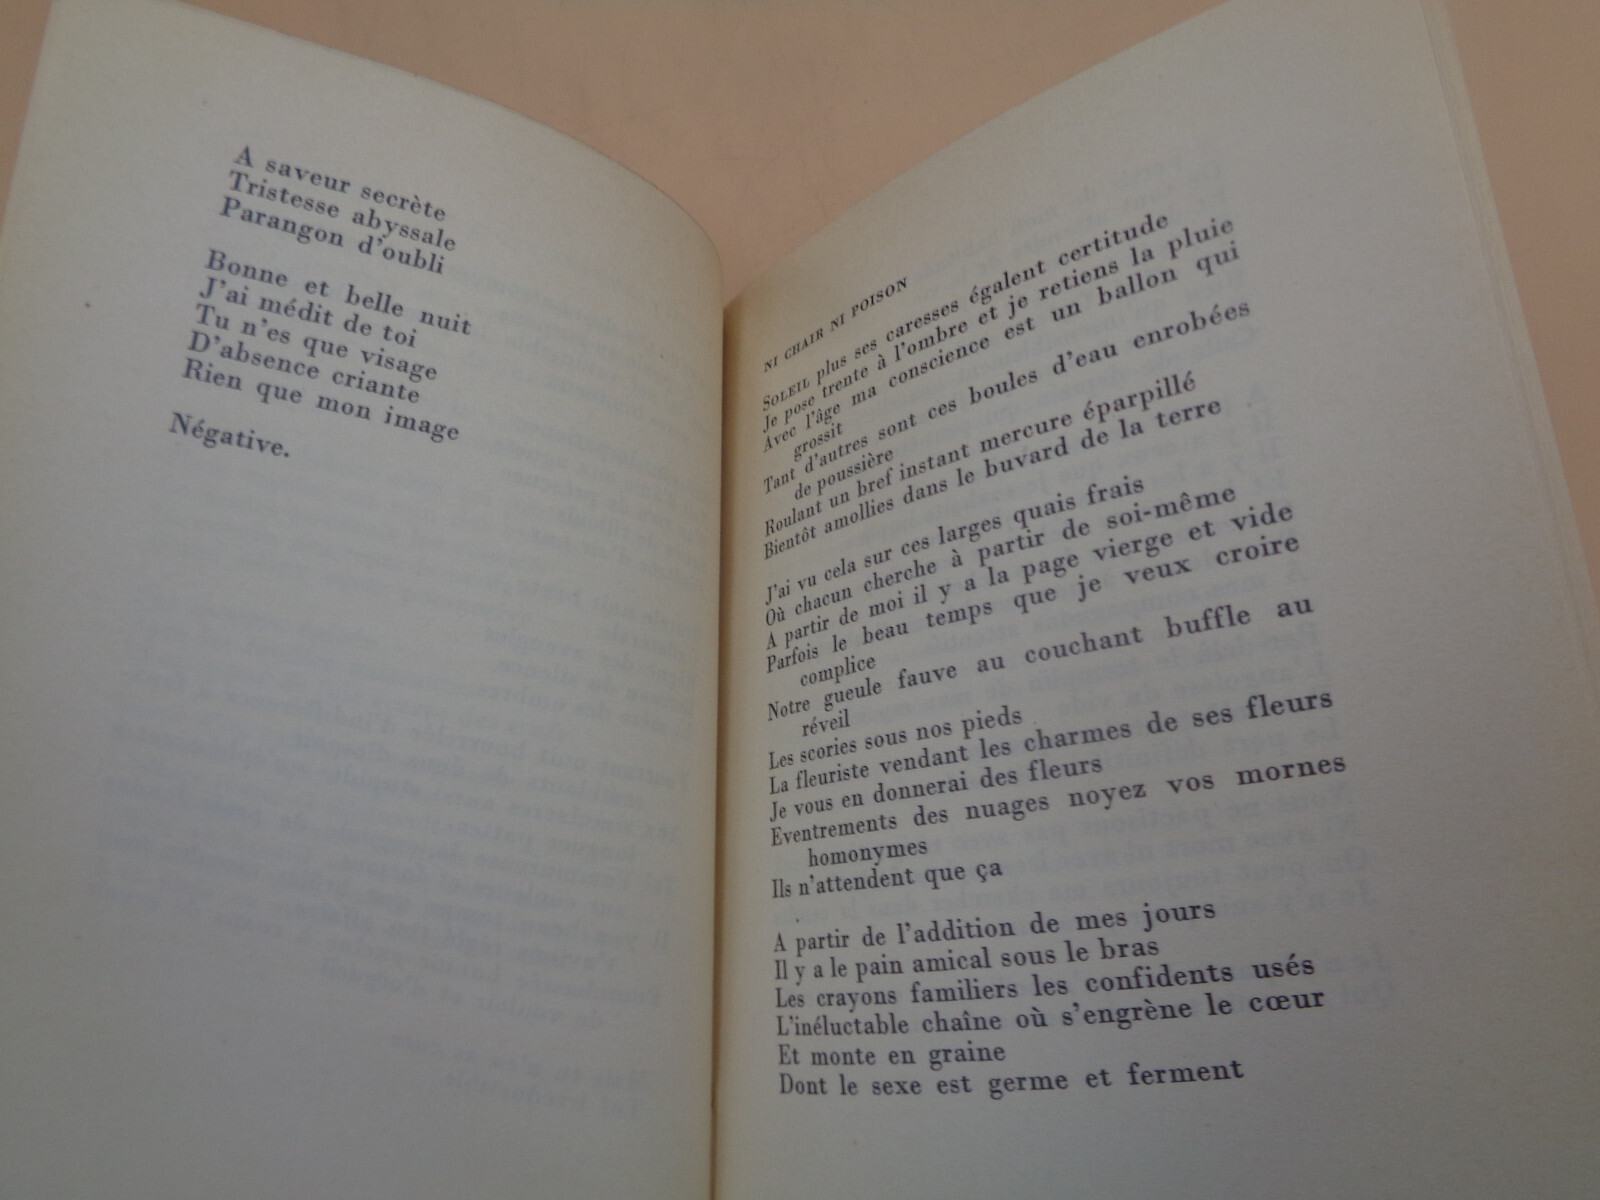 A saveur secrète
Tristesse abyssale
Parangon d'oubli
Bonne et belle nuit
J'ai médit de toi
Tu n'es que visage
D'absence criante
Rien que mon image
Négative.
NI CHAIR NI POISON
SOLEIL plus ses caresses égalent certitude
Je pose trente à l'ombre et je retiens la pluie
Avec l'âge ma conscience est un ballon qui
grossit
Tant d'autres sont ces boules d'eau enrobées
de poussière
Roulant un bref instant mercure éparpillé
Bientôt amollies dans le buvard de la terre
J'ai vu cela sur ces larges quais frais
Où chacun cherche à partir de soi-même
A partir de moi il y a la page vierge et vide
Parfois le beau temps que je veux croire
complice
Notre gueule fauve au couchant buffle au
réveil
Les scories sous nos pieds
La fleuriste vendant les charmes de ses fleurs
Je vous en donnerai des fleurs
Eventrements des nuages noyez vos mornes
homonymes
Ils n'attendent que ça
A partir de l'addition de mes jours
Il y a le pain amical sous le bras
Les crayons familiers les confidents usés
L'inéluctable chaîne où s'engrène le cœur
Et monte en graine
Dont le sexe est germe et ferment